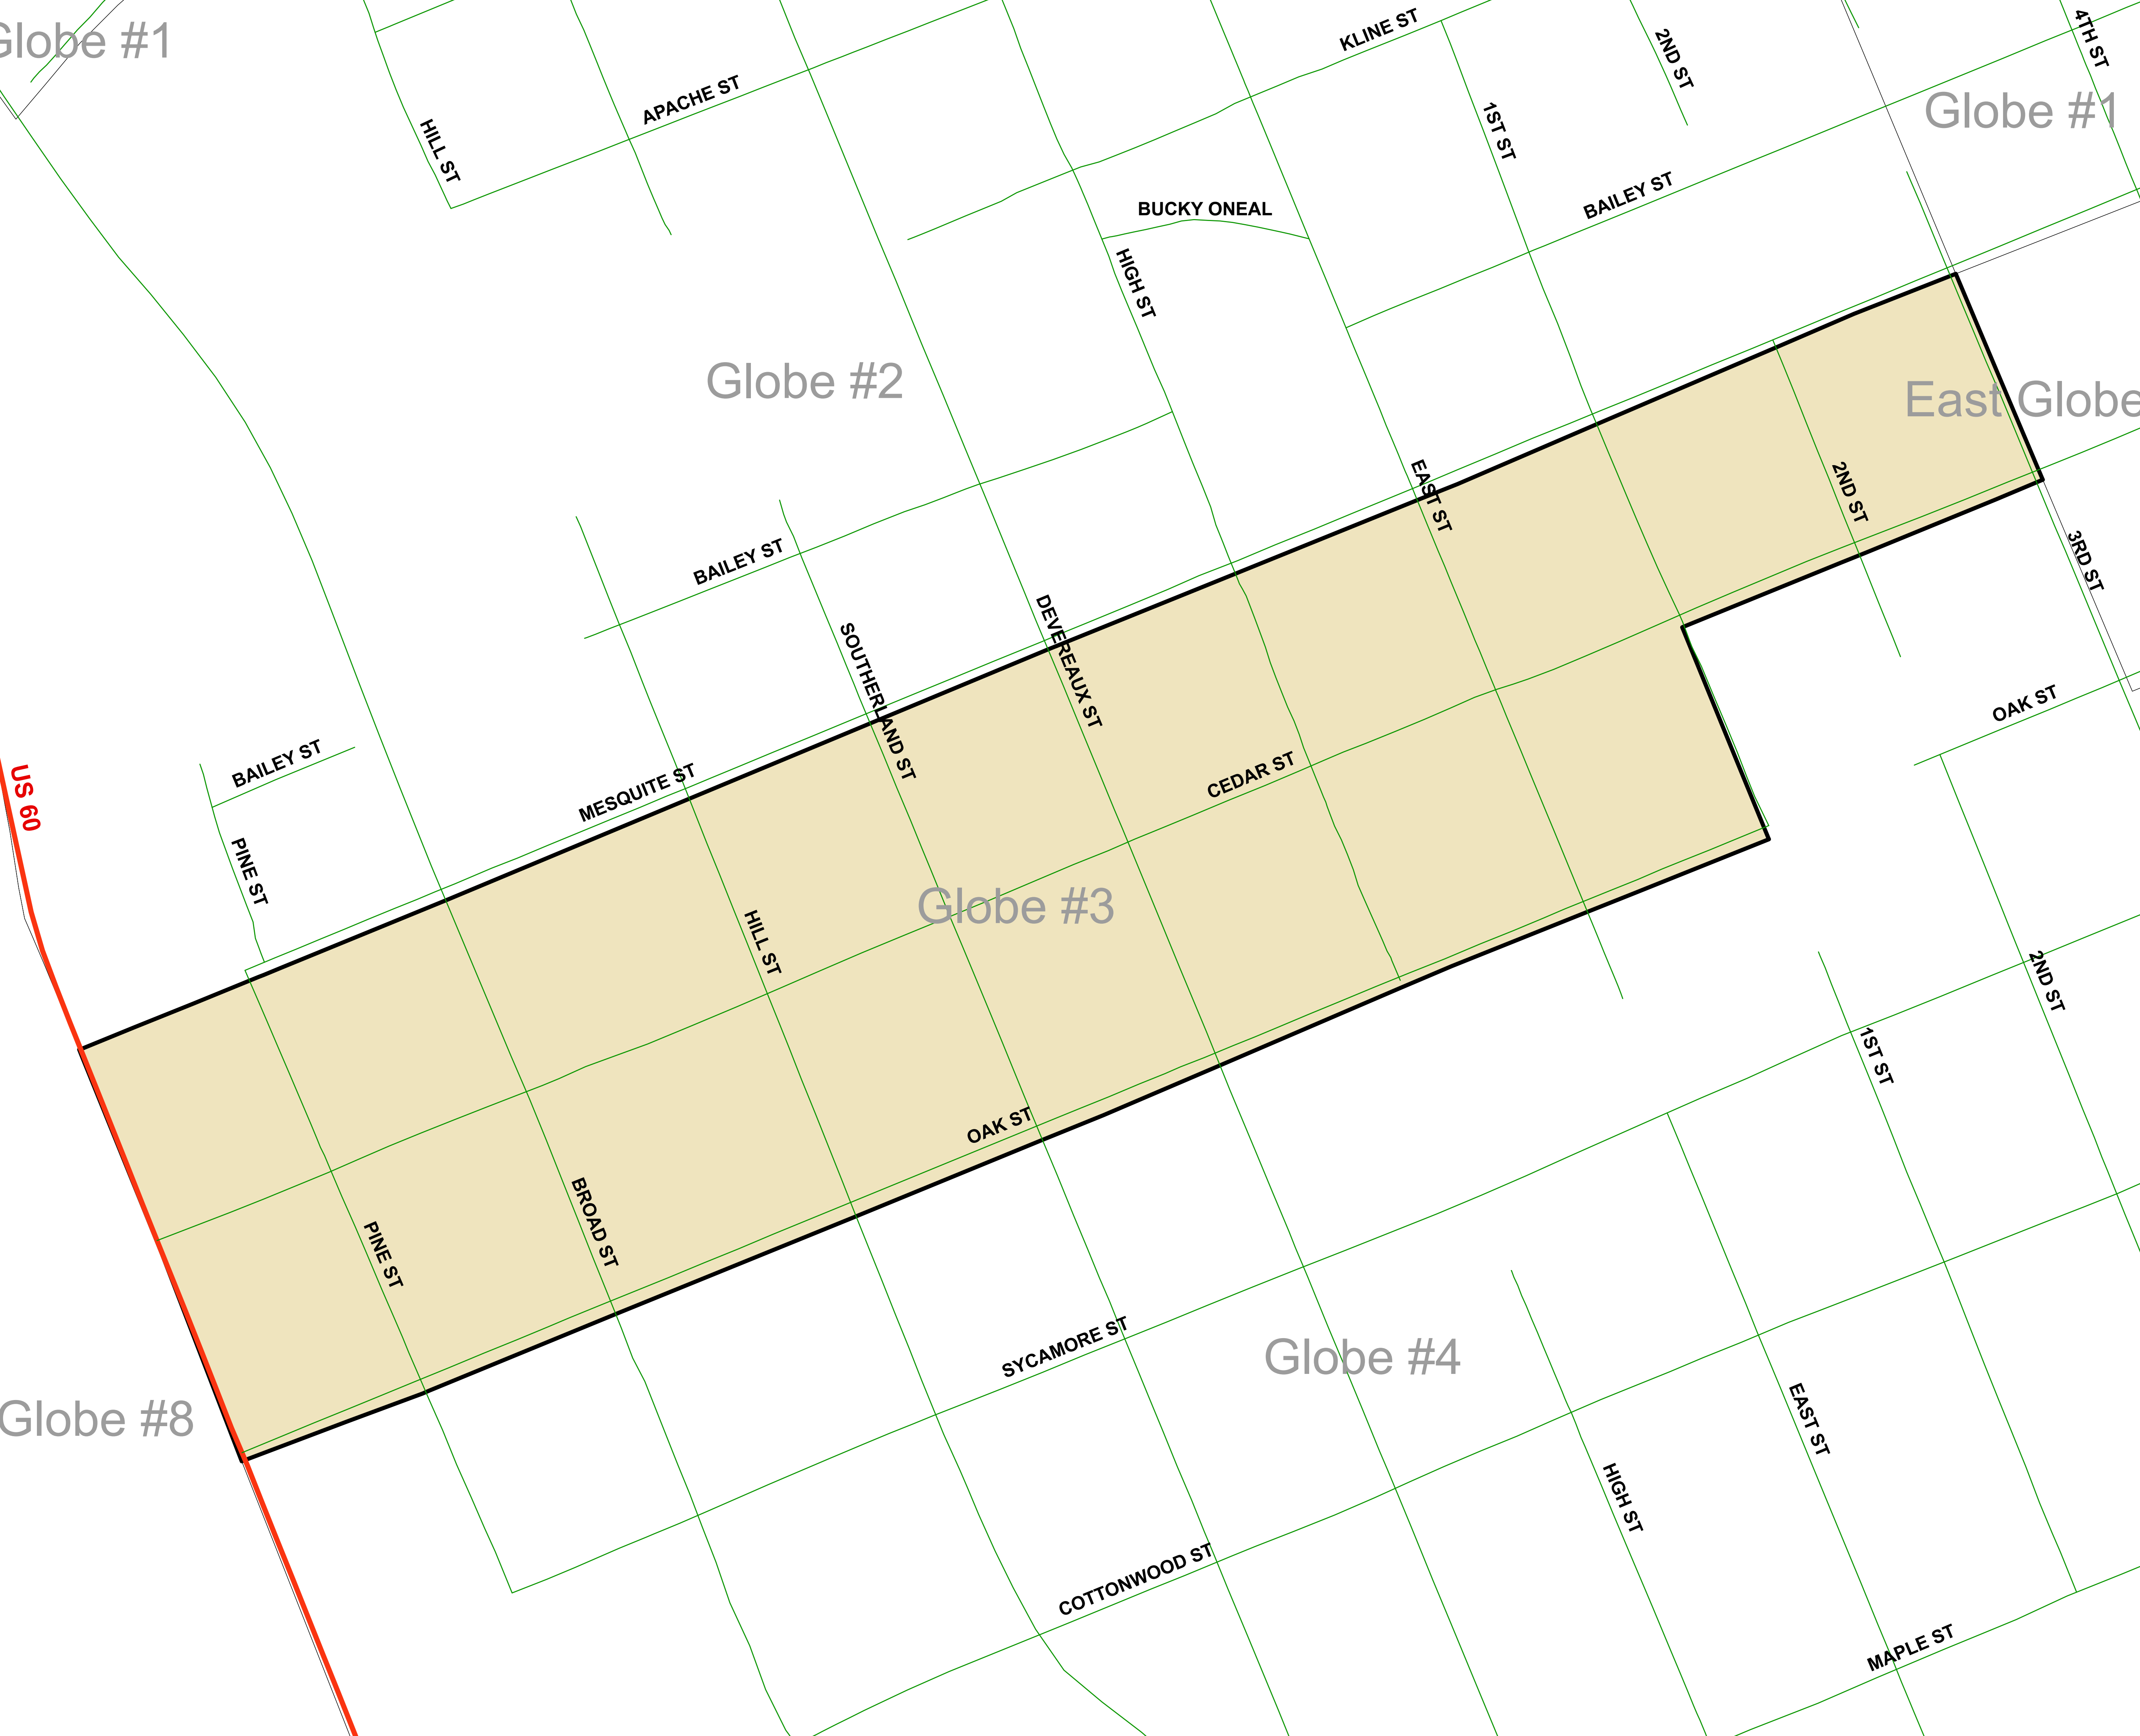 Globe #1
4TH ST
KLINE ST
2ND ST
APACHE ST
Globe #1
HILL ST
1ST ST
BAILEY ST
BUCKY ONEAL
HIGH ST
Globe #2
East Globe
EAST ST
2ND ST
BAILEY ST
3RD ST
DEVEREAUX ST
SOUTHERLAND ST
OAK ST
BAILEY ST
CEDAR ST
MESQUITE ST
US 60
PINE ST
Globe #3
HILL ST
2ND ST
1ST ST
OAK ST
BROAD ST
PINE ST
SYCAMORE ST
Globe #4
Globe #8
EAST ST
HIGH ST
COTTONWOOD ST
MAPLE ST